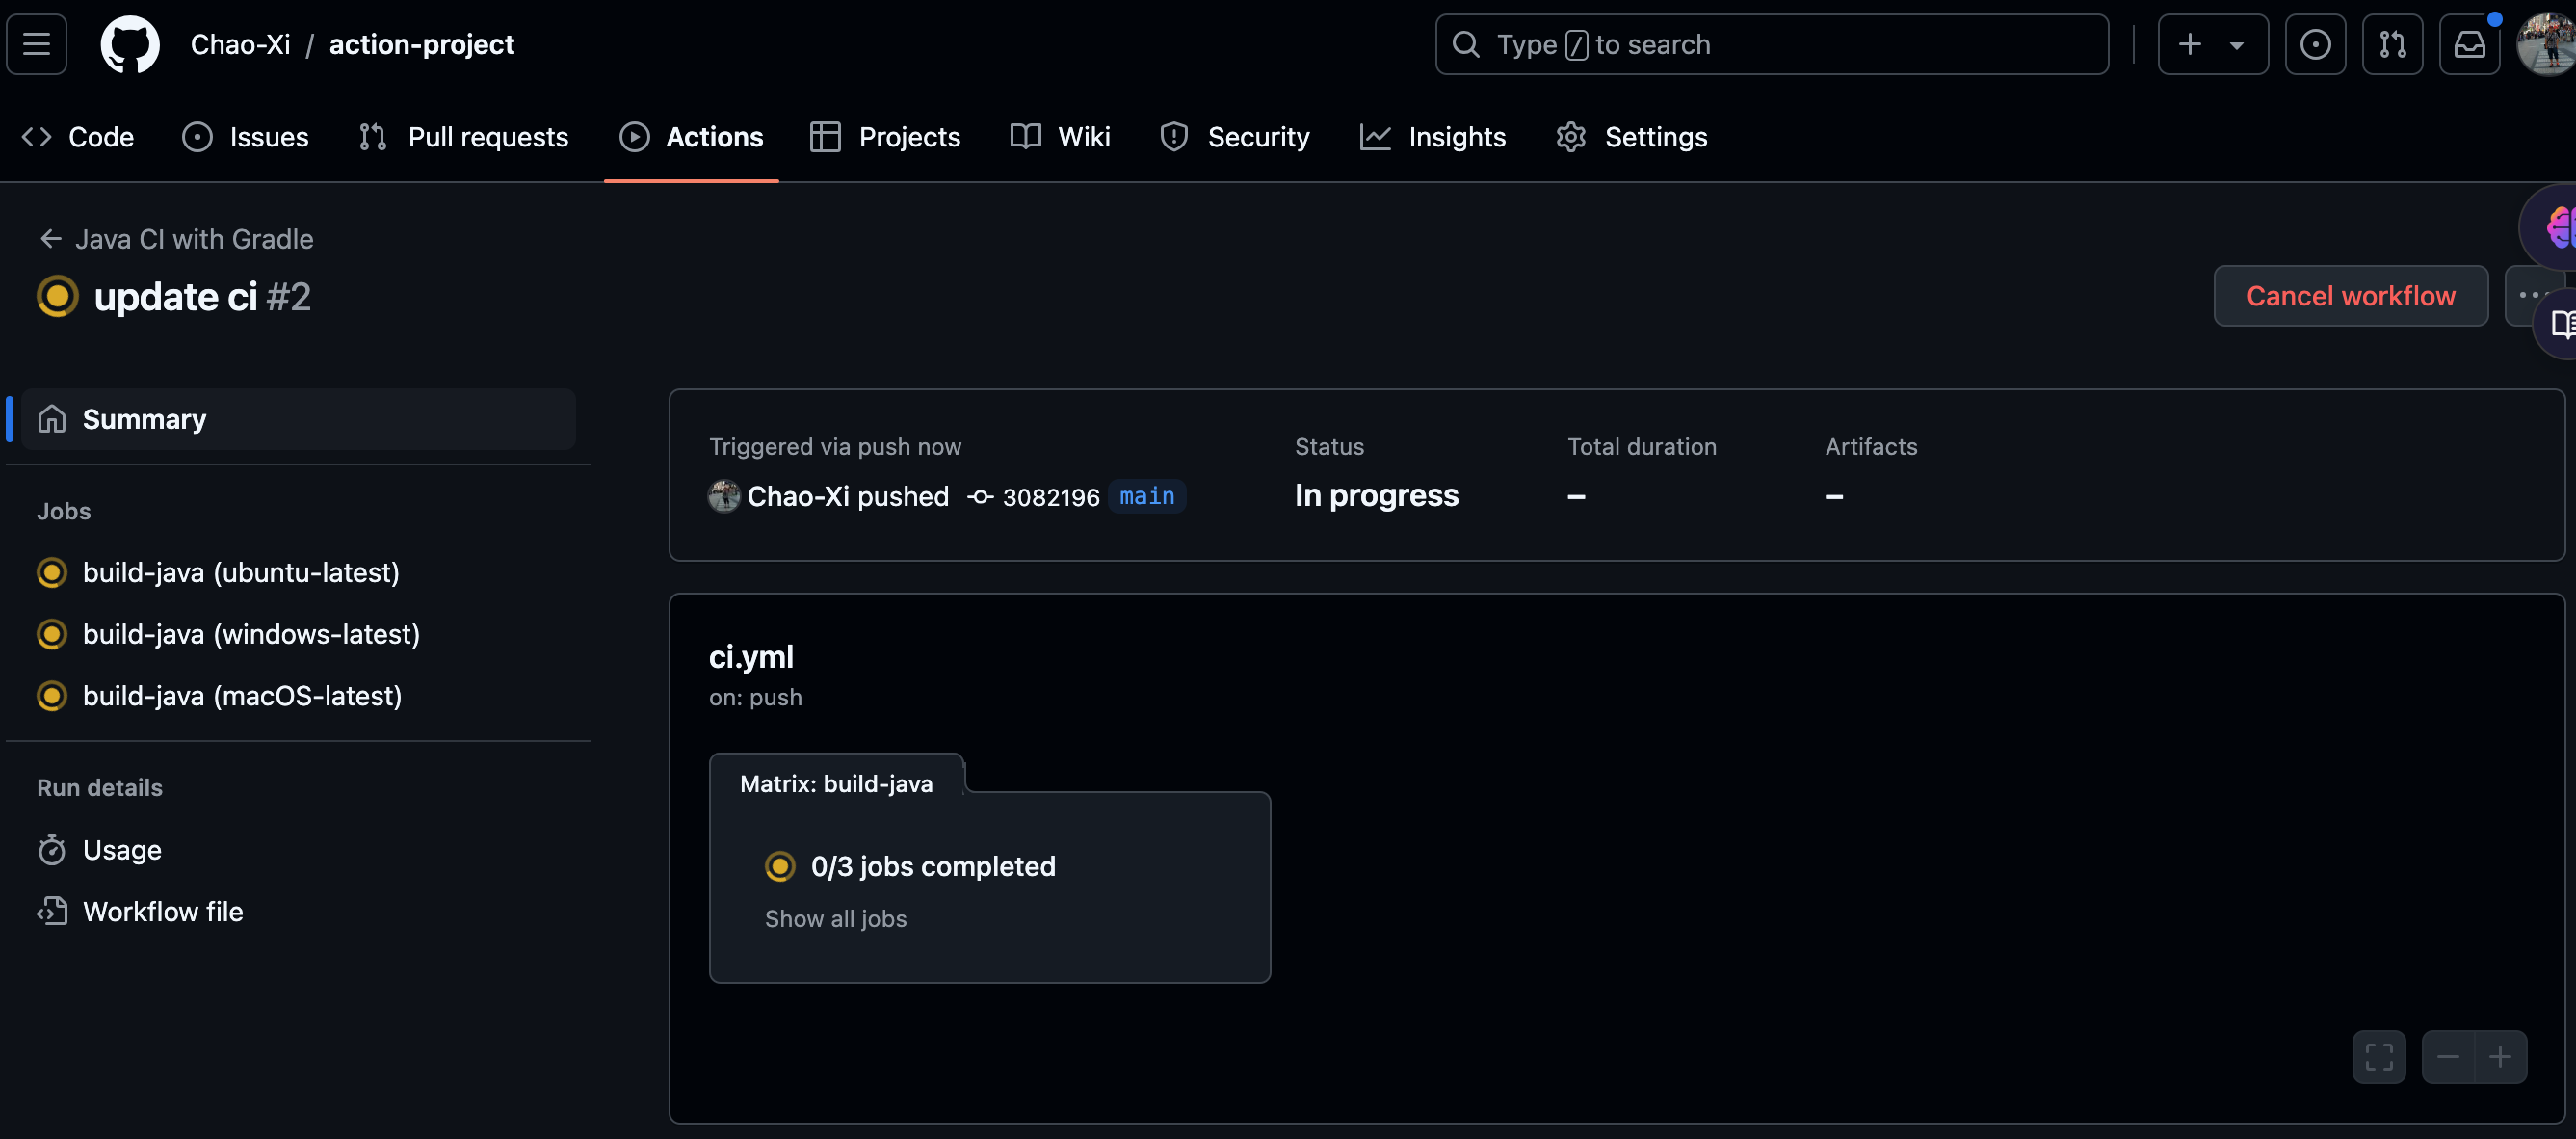 Chao-Xi / action-project
Type / to search
Code Issues Pull requests Actions Projects Wiki Security Insights Settings
Java CI with Gradle
update ci #2
Cancel workflow
Summary
Jobs
build-java (ubuntu-latest)
build-java (windows-latest)
build-java (macOS-latest)
Run details
Usage
Workflow file
Triggered via push now
Chao-Xi pushed 3082196 main
Status
In progress
Total duration
–
Artifacts
–
ci.yml
on: push
Matrix: build-java
0/3 jobs completed
Show all jobs